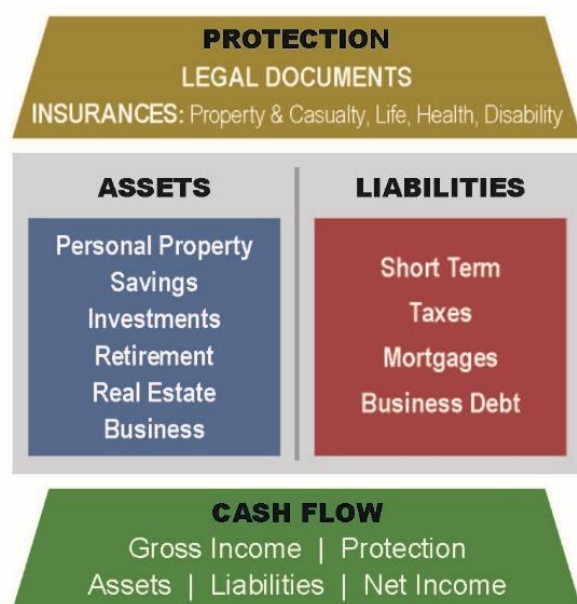 PROTECTION
LEGAL DOCUMENTS
INSURANCES: Property & Casualty, Life, Health, Disability
ASSETS
Personal Property
Savings
Investments
Retirement
Real Estate
Business
LIABILITIES
Short Term
Taxes
Mortgages
Business Debt
CASH FLOW
Gross Income | Protection
Assets | Liabilities | Net Income